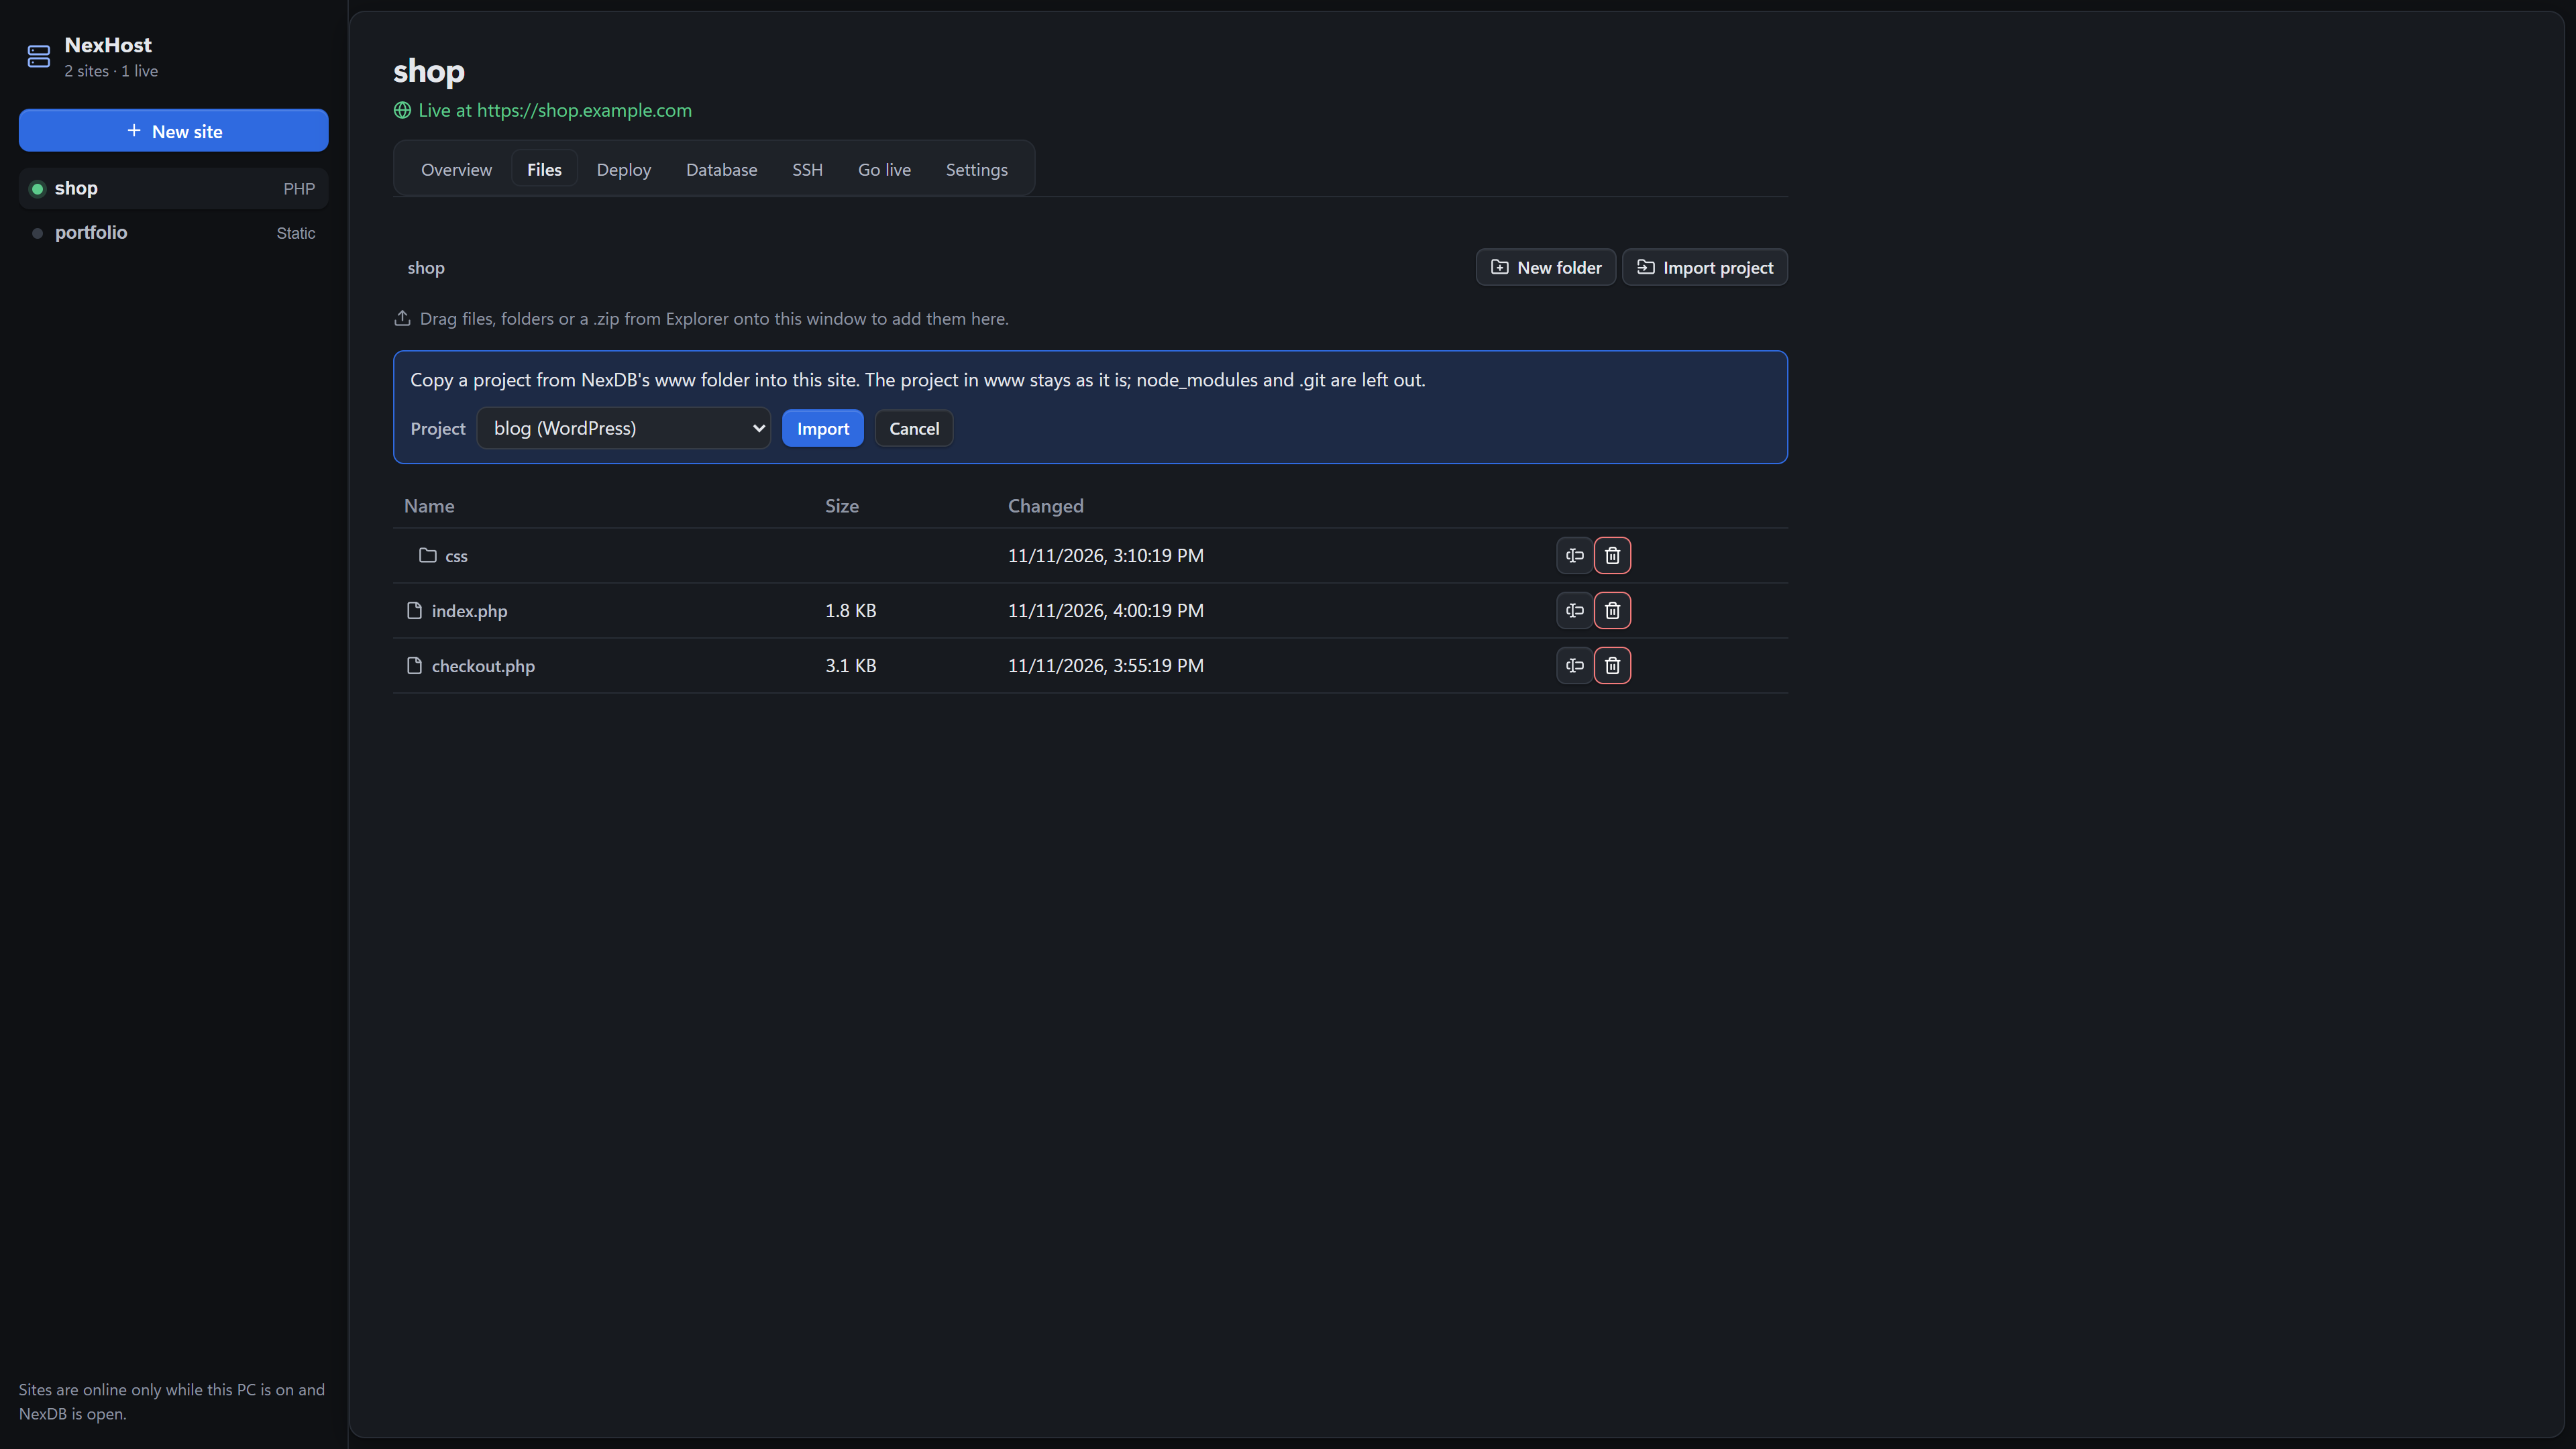 NexHost
2 sites · 1 live
+ New site
shop PHP
portfolio Static
Sites are online only while this PC is on and
NexDB is open.
shop
Live at https://shop.example.com
Overview Files Deploy Database SSH Go live Settings
shop New folder Import project
Drag files, folders or a .zip from Explorer onto this window to add them here.
Copy a project from NexDB's www folder into this site. The project in www stays as it is; node_modules and .git are left out.
Project blog (WordPress) Import Cancel
Name Size Changed
css 11/11/2026, 3:10:19 PM
index.php 1.8 KB 11/11/2026, 4:00:19 PM
checkout.php 3.1 KB 11/11/2026, 3:55:19 PM